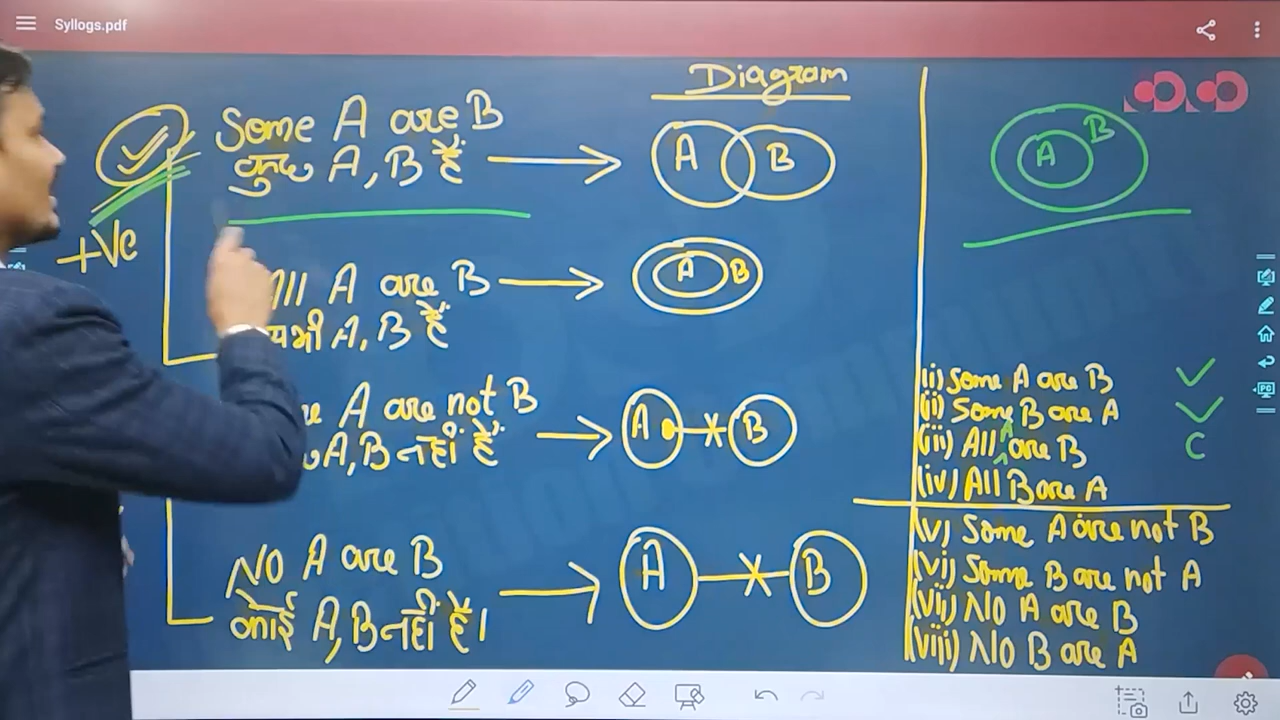 Syllogs.pdf
Diagram
Some A are B
कुछ A, B हैं
A B
+Ve
All A are B
सभी A, B हैं
A B
A are not B
A, B नहीं हैं
A B
NO A are B
कोई A, B नहीं है।
A B
A B
(i) Some A are B
(ii) Some B are A
(iii) All A are B
C
(iv) All B are A
(v) Some A are not B
(vi) Some B are not A
(vii) NO A are B
(viii) NO B are A